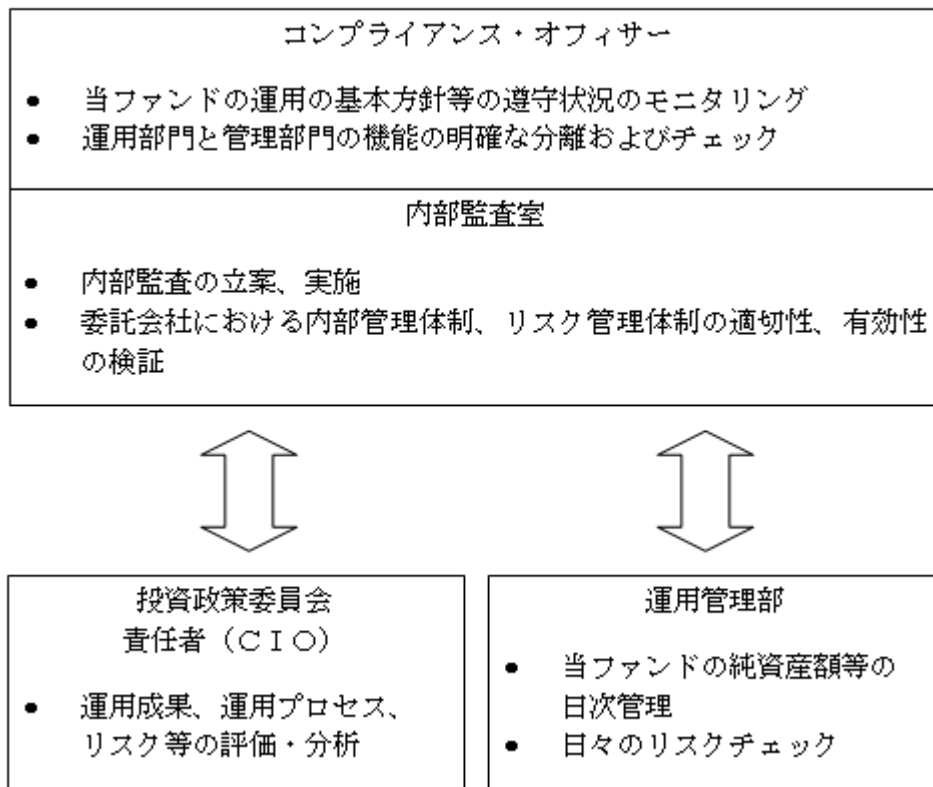 コンプライアンス・オフィサー
● 当ファンドの運用の基本方針等の遵守状況のモニタリング
● 運用部門と管理部門の機能の明確な分離およびチェック
内部監査室
● 内部監査の立案、実施
● 委託会社における内部管理体制、リスク管理体制の適切性、有効性
の検証
投資政策委員会
責任者（ＣＩＯ）
● 運用成果、運用プロセス、
リスク等の評価・分析
運用管理部
● 当ファンドの純資産額等の
日次管理
● 日々のリスクチェック